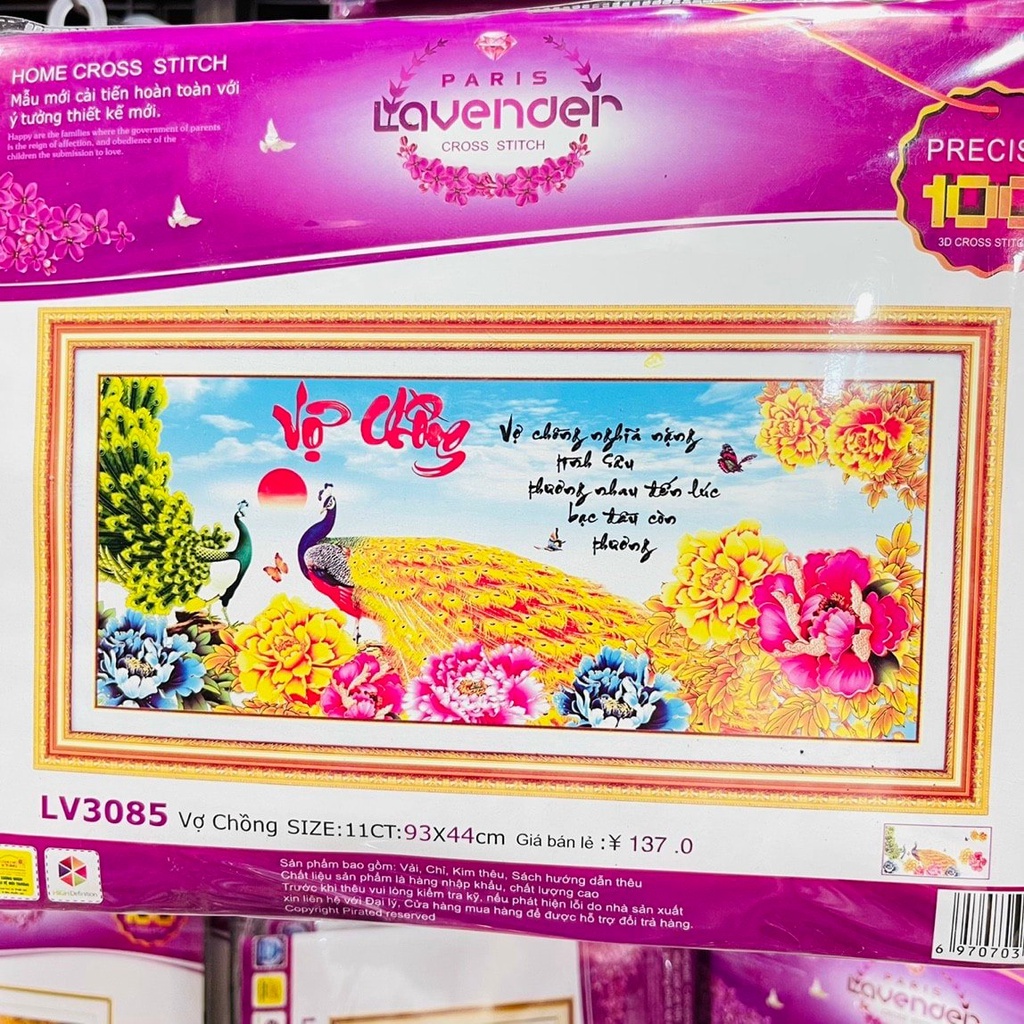 HOME CROSS STITCH
Mẫu mới cải tiến hoàn toàn với
ý tưởng thiết kế mới.
Happy are the families where the government of parents
is the reign of affection, and obedience of the
children the submission to love.
PARIS
Lavender
CROSS STITCH
PRECIS
100
3D CROSS STITC
Vợ Chồng
Vợ chồng nghĩa nặng
tình sâu
thương nhau đến lúc
bạc đầu còn
thương
LV3085 Vợ Chồng SIZE:11CT:93X44cm Giá bán lẻ :¥ 137 .0
Sản phẩm bao gồm: Vải, Chỉ, Kim thêu, Sách hướng dẫn thêu
Chất liệu sản phẩm là hàng nhập khẩu, chất lượng cao
Trước khi thêu vui lòng kiểm tra kỹ, nếu phát hiện lỗi do nhà sản xuất
xin liên hệ với Đại lý, Cửa hàng mua hàng để được hỗ trợ đổi trả hàng.
Copyright Pirated reserved
6 970703
PARIS
Lavender